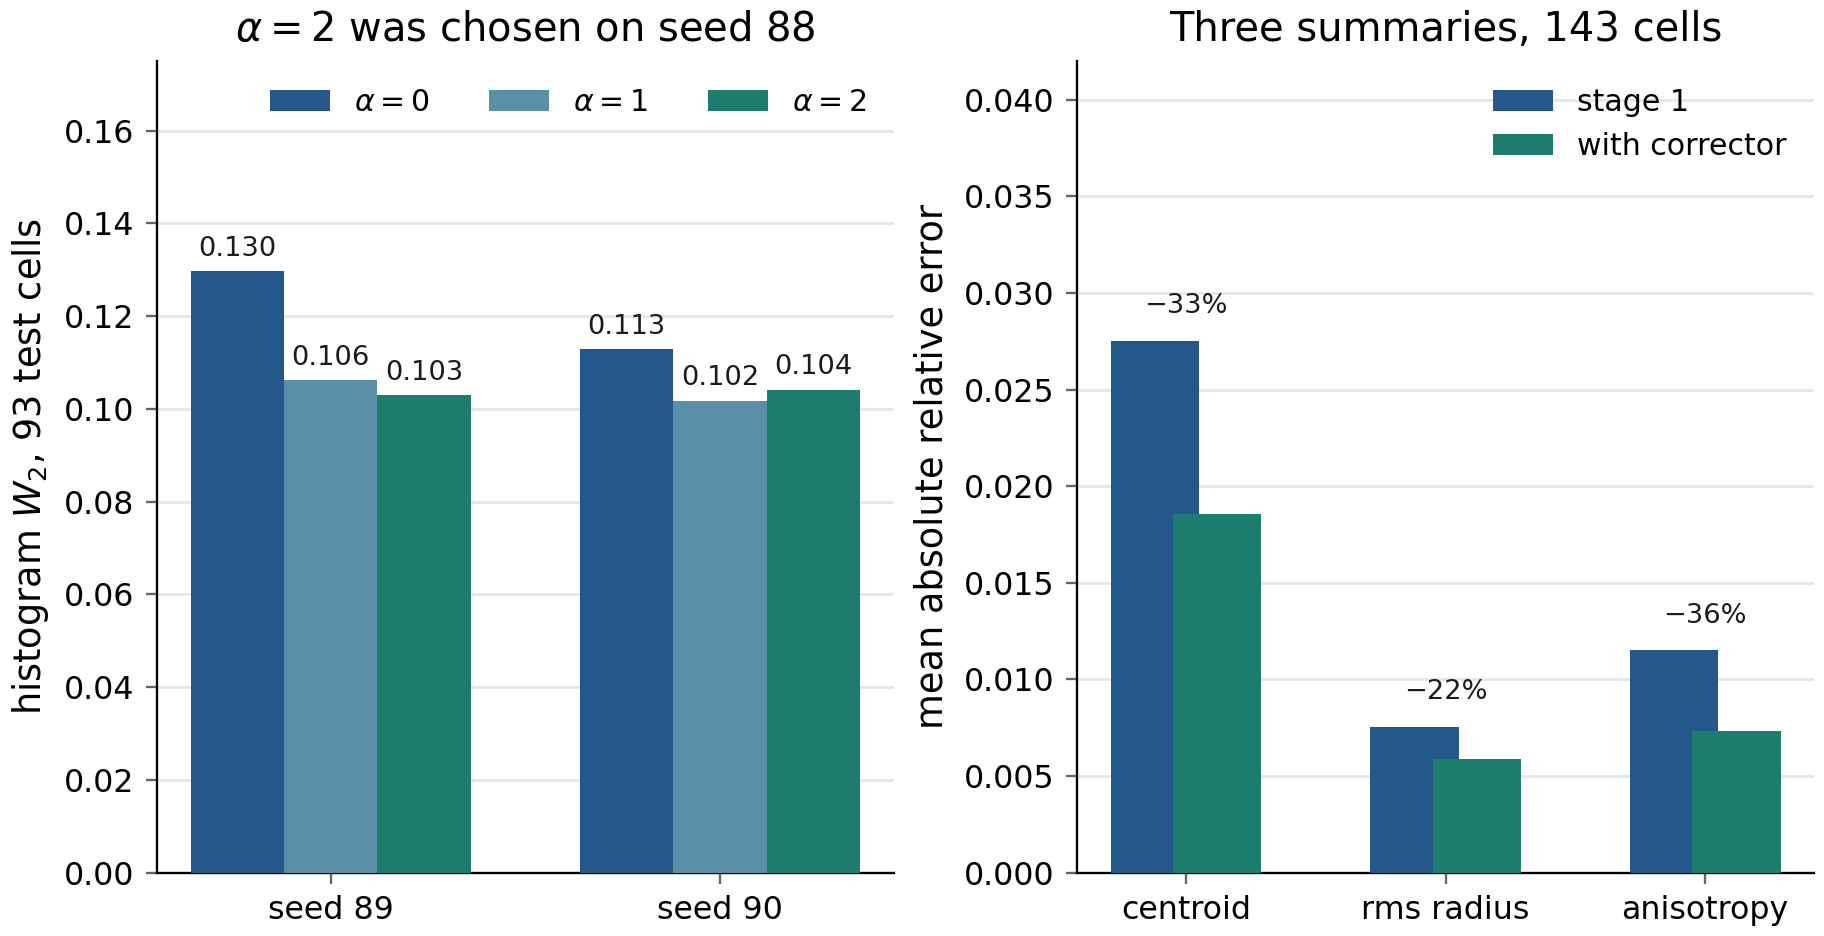 α = 2 was chosen on seed 88
α = 0
α = 1
α = 2
histogram W₂, 93 test cells
0.16
0.14
0.12
0.10
0.08
0.06
0.04
0.02
0.00
0.130
0.106
0.103
0.113
0.102
0.104
seed 89
seed 90
Three summaries, 143 cells
stage 1
with corrector
mean absolute relative error
0.040
0.035
0.030
0.025
0.020
0.015
0.010
0.005
0.000
−33%
−22%
−36%
centroid
rms radius
anisotropy